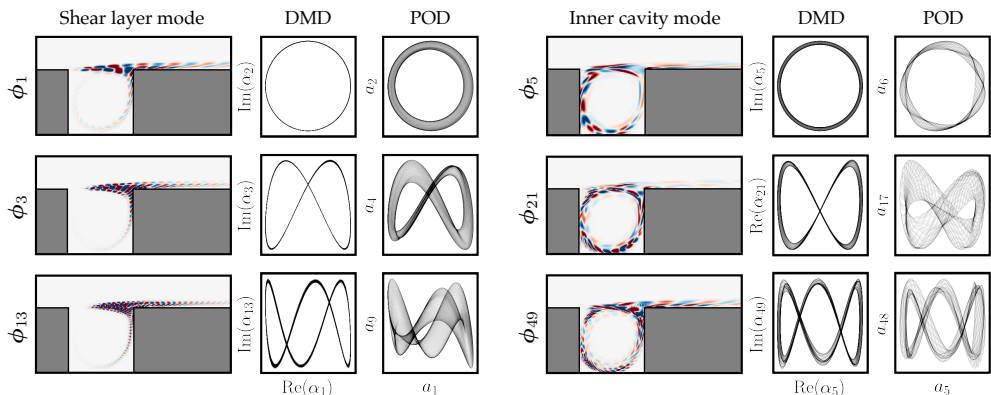 Shear layer mode DMD POD Inner cavity mode DMD POD
ϕ1 Im(α2) a2 ϕ5 Im(α5) a6
ϕ3 Im(α3) a4 ϕ21 Re(α21) a17
ϕ13 Im(α13) a9 ϕ49 Im(α49) a48
Re(α1) a1 Re(α5) a5